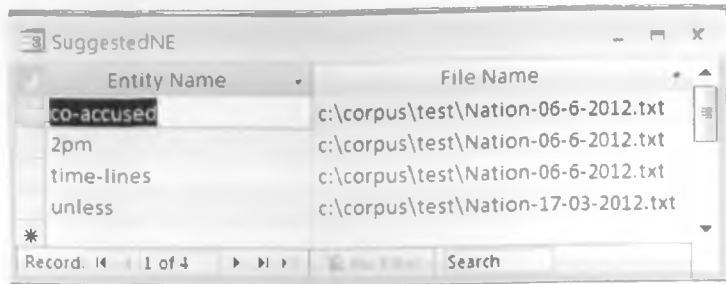 SuggestedNE
Entity Name File Name
co-accused c:\corpus\test\Nation-06-6-2012.txt
2pm c:\corpus\test\Nation-06-6-2012.txt
time-lines c:\corpus\test\Nation-06-6-2012.txt
unless c:\corpus\test\Nation-17-03-2012.txt
Record. 1 of 4 Search